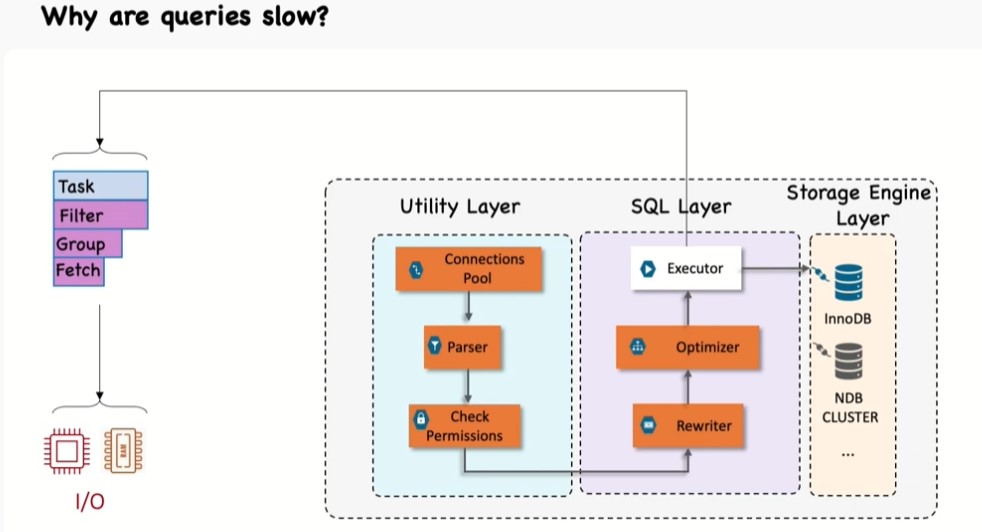 Why are queries slow?
Task
Filter
Group
Fetch
RAM
I/O
Utility Layer
Connections
Pool
Parser
Check
Permissions
SQL Layer
Executor
Optimizer
Rewriter
Storage Engine
Layer
InnoDB
NDB
CLUSTER
...